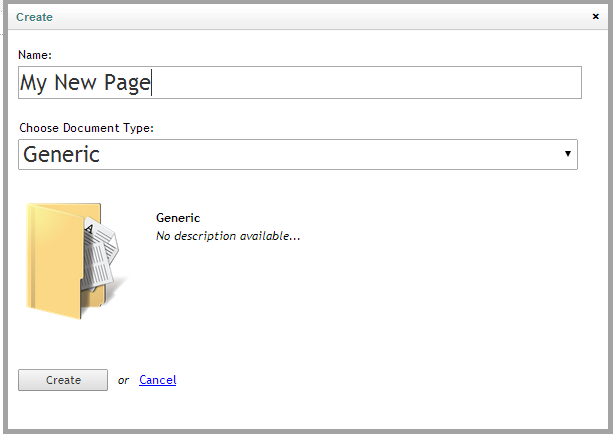 Create
Name:
My New Page
Choose Document Type:
Generic
Generic
No description available...
Create or Cancel